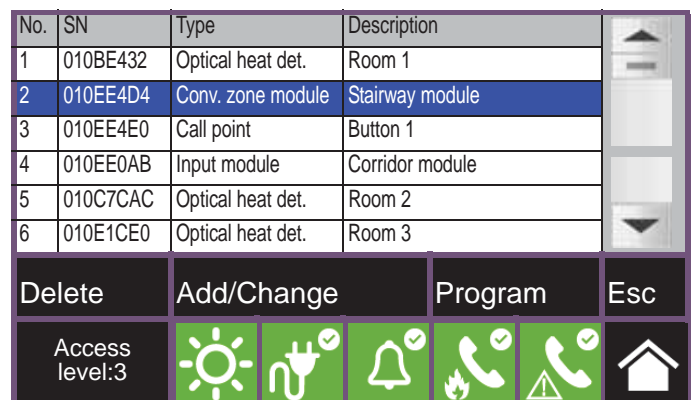 No. SN Type Description
1 010BE432 Optical heat det. Room 1
2 010EE4D4 Conv. zone module Stairway module
3 010EE4E0 Call point Button 1
4 010EE0AB Input module Corridor module
5 010C7CAC Optical heat det. Room 2
6 010E1CE0 Optical heat det. Room 3
Delete Add/Change Program Esc
Access
level:3